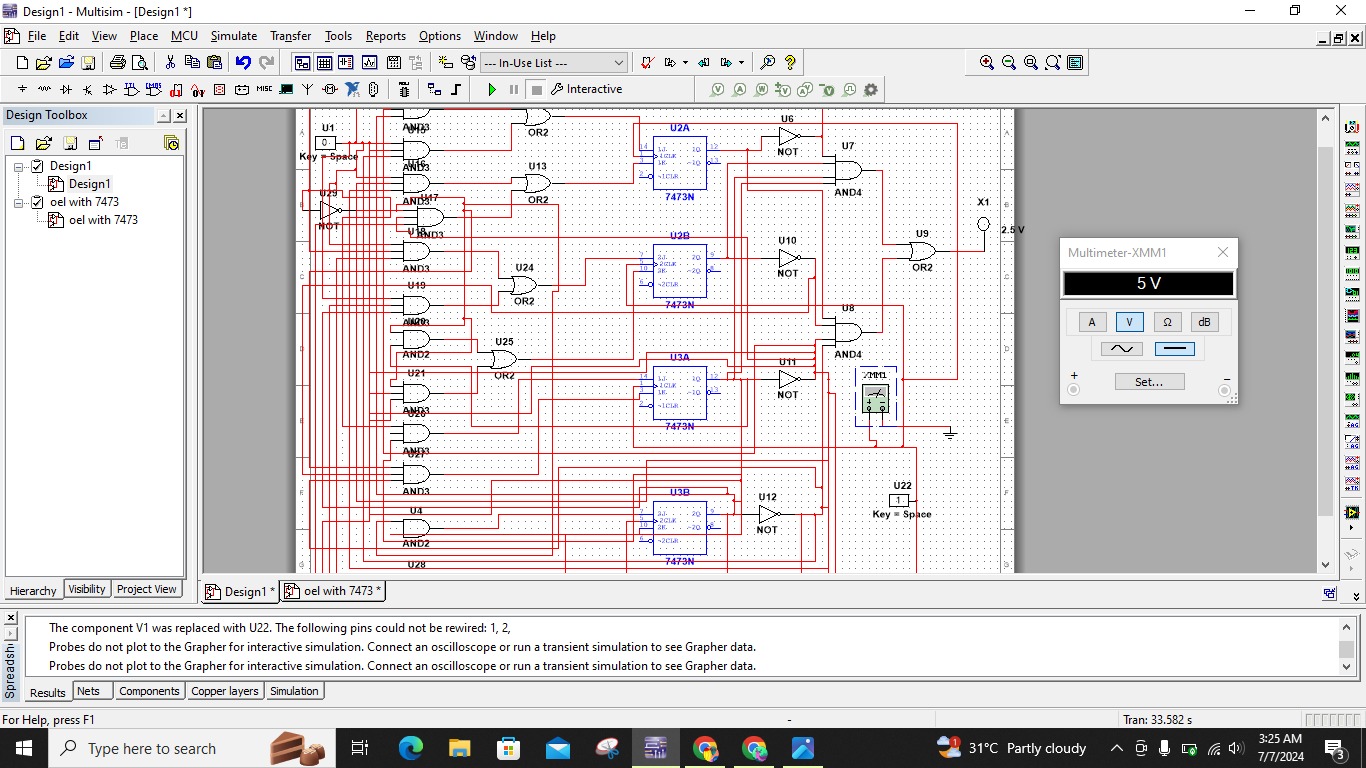 Design1 - Multisim - [Design1 *]
File Edit View Place MCU Simulate Transfer Tools Reports Options Window Help
--- In-Use List ---
Interactive
Design Toolbox
Design1
Design1
oel with 7473
oel with 7473
Hierarchy Visibility Project View
U1
0
Key = Space
U29
NOT
AND3
AND3
AND3
U17
AND3
U18
AND3
U19
AND3
AND2
U21
AND3
AND3
U27
AND3
U4
AND2
U28
OR2
U13
OR2
U24
OR2
U25
OR2
U2A
7473N
U2B
7473N
U3A
7473N
U3B
7473N
U6
NOT
U10
NOT
U11
NOT
U12
NOT
U7
AND4
U8
AND4
U9
OR2
X1
2.5 V
XMM1
U22
1
Key = Space
Multimeter-XMM1
5 V
A V Ω dB
+ Set... -
Design1 * oel with 7473 *
The component V1 was replaced with U22. The following pins could not be rewired: 1, 2,
Probes do not plot to the Grapher for interactive simulation. Connect an oscilloscope or run a transient simulation to see Grapher data.
Probes do not plot to the Grapher for interactive simulation. Connect an oscilloscope or run a transient simulation to see Grapher data.
Results Nets Components Copper layers Simulation
For Help, press F1 - Tran: 33.582 s
Type here to search
31°C Partly cloudy
3:25 AM
7/7/2024
3